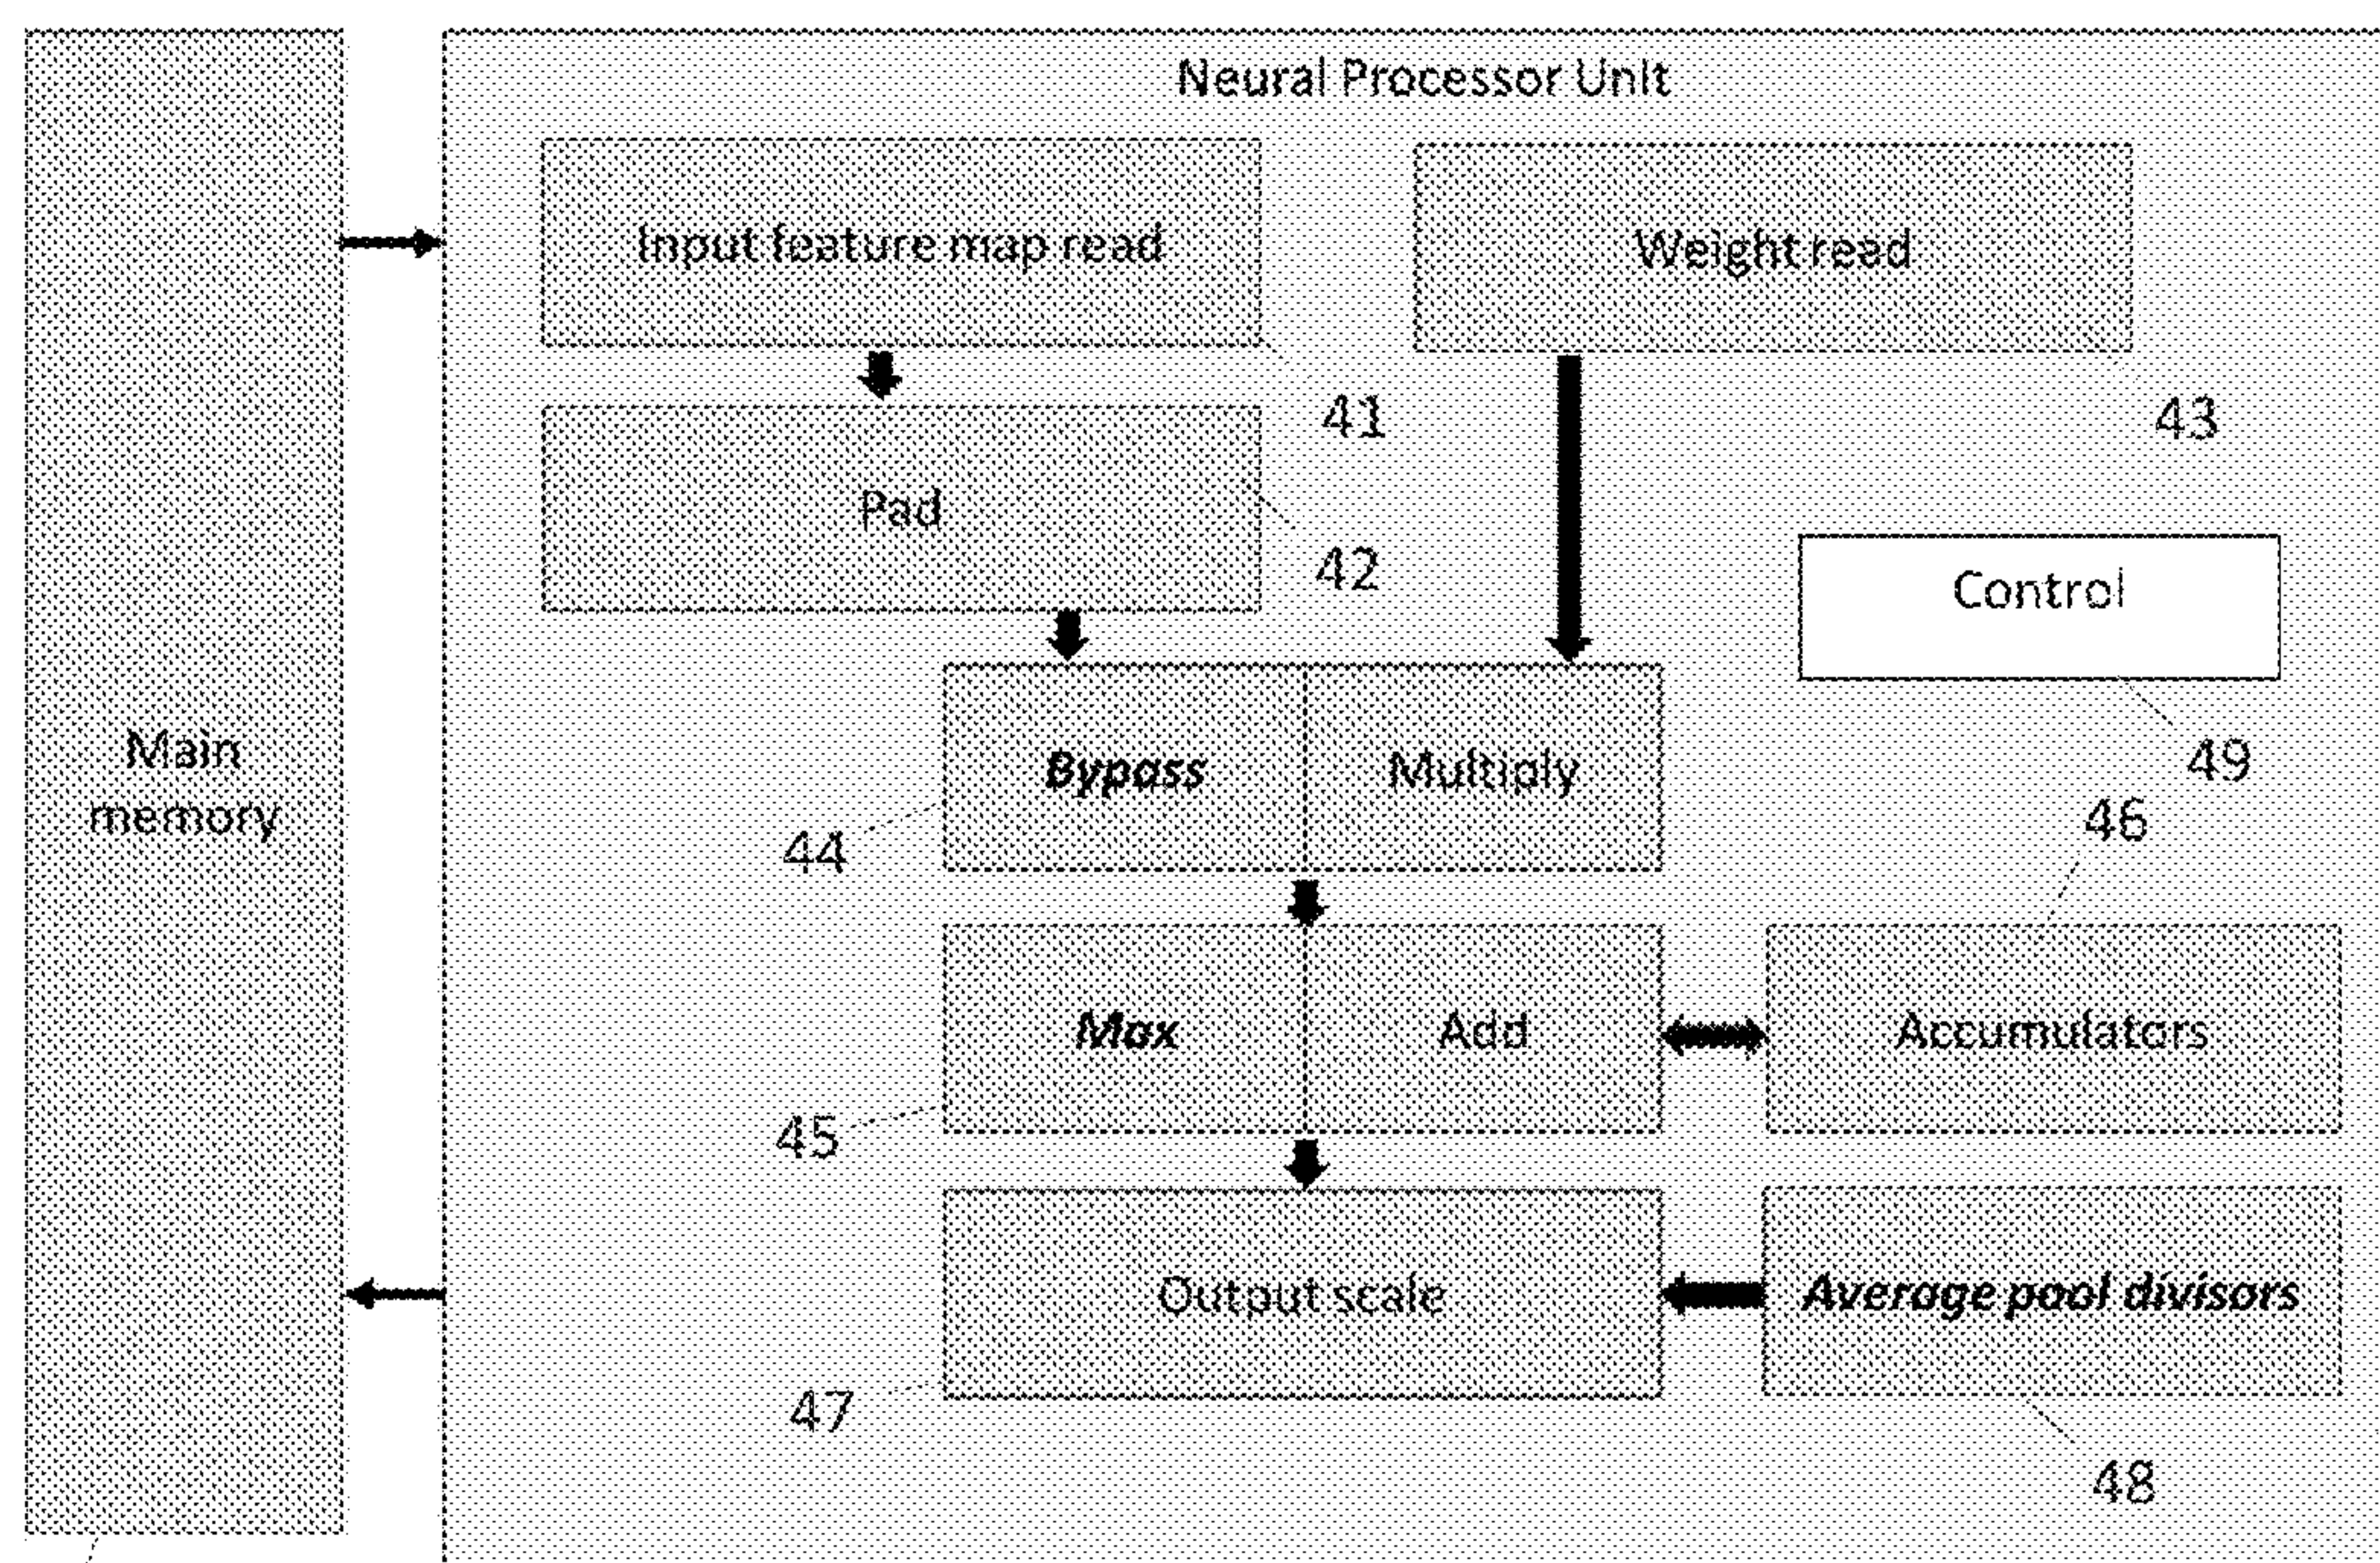 Neural Processor Unit
Input feature map read
Weight read
41
43
Pad
42
Control
Main
memory
Bypass
Multiply
49
44
46
Max
Add
Accumulators
45
Output scale
Average pool divisors
47
48